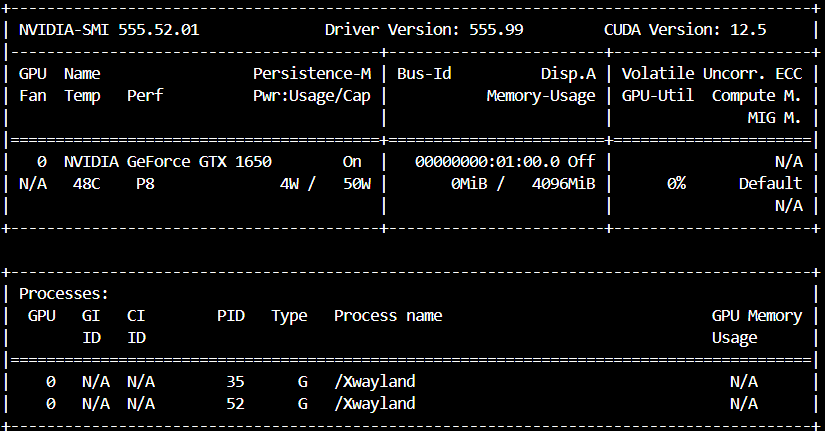 +-----------------------------------------------------------------------------------------+
| NVIDIA-SMI 555.52.01              Driver Version: 555.99         CUDA Version: 12.5     |
|-----------------------------------------+------------------------+----------------------+
| GPU  Name                 Persistence-M | Bus-Id          Disp.A | Volatile Uncorr. ECC |
| Fan  Temp   Perf          Pwr:Usage/Cap |           Memory-Usage | GPU-Util  Compute M. |
|                                         |                        |               MIG M. |
|=========================================+========================+======================|
|   0  NVIDIA GeForce GTX 1650        On  |   00000000:01:00.0 Off |                  N/A |
| N/A   48C    P8              4W /   50W |       0MiB /   4096MiB |      0%      Default |
|                                         |                        |                  N/A |
+-----------------------------------------+------------------------+----------------------+

+-----------------------------------------------------------------------------------------+
| Processes:                                                                              |
|  GPU   GI   CI        PID   Type   Process name                              GPU Memory |
|        ID   ID                                                               Usage      |
|=========================================================================================|
|    0   N/A  N/A        35      G   /Xwayland                                   N/A      |
|    0   N/A  N/A        52      G   /Xwayland                                   N/A      |
+-----------------------------------------------------------------------------------------+